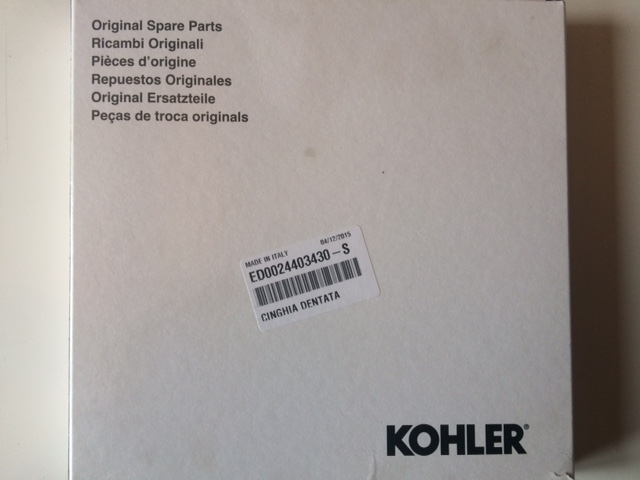 Original Spare Parts
Ricambi Originali
Pièces d'origine
Repuestos Originales
Original Ersatzteile
Peças de troca originals
MADE IN ITALY 04/12/2015
ED0024403430-S
CINGHIA DENTATA
KOHLER®